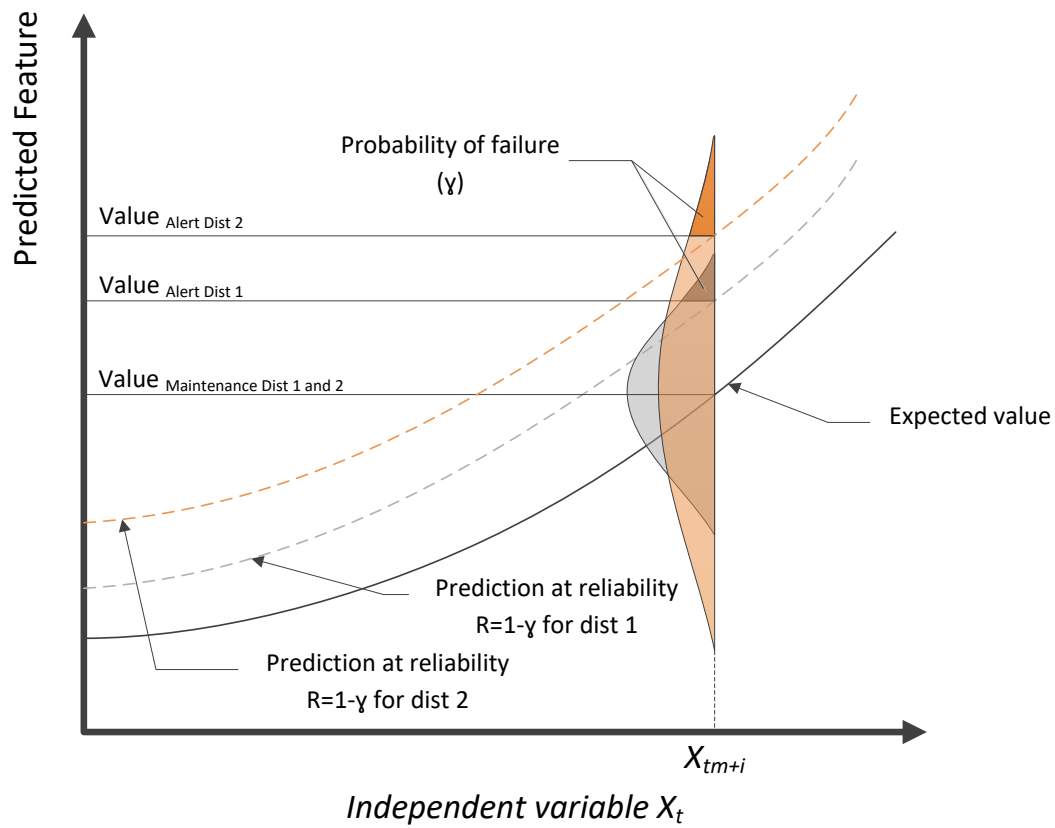 Predicted Feature
Probability of failure
(ɣ)
Value Alert Dist 2
Value Alert Dist 1
Value Maintenance Dist 1 and 2
Expected value
Prediction at reliability
R=1-ɣ for dist 1
Prediction at reliability
R=1-ɣ for dist 2
Xtm+i
Independent variable Xt